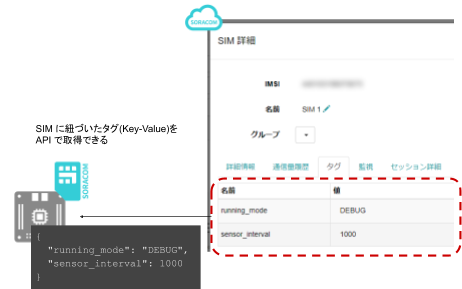 SORACOM
SIM 詳細
IMSI
名前 SIM 1
グループ
SIM に紐づいたタグ(Key-Value)を
API で取得できる
詳細情報 通信量履歴 タグ 監視 セッション詳細
名前 値
running_mode DEBUG
sensor_interval 1000
SORACOM
{
"running_mode": "DEBUG",
"sensor_interval": 1000
}